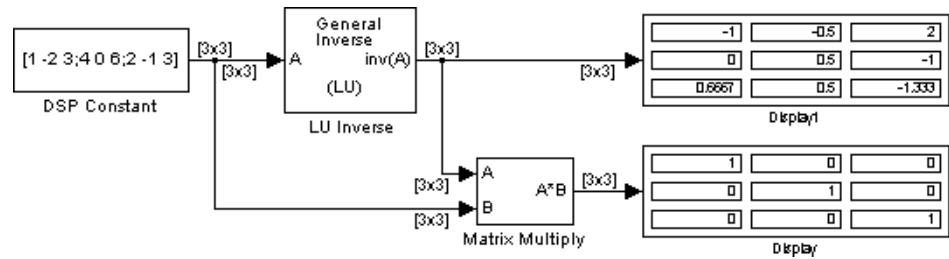 [1 -2 3;4 0 6;2 -1 3]
DSP Constant
[3x3]
[3x3]
General
Inverse
A inv(A)
(LU)
LU Inverse
[3x3]
[3x3]
-1 -0.5 2
0 0.5 -1
0.6667 0.5 -1.333
Display1
[3x3]
[3x3]
A
B
A*B
Matrix Multiply
[3x3]
1 0 0
0 1 0
0 0 1
Display